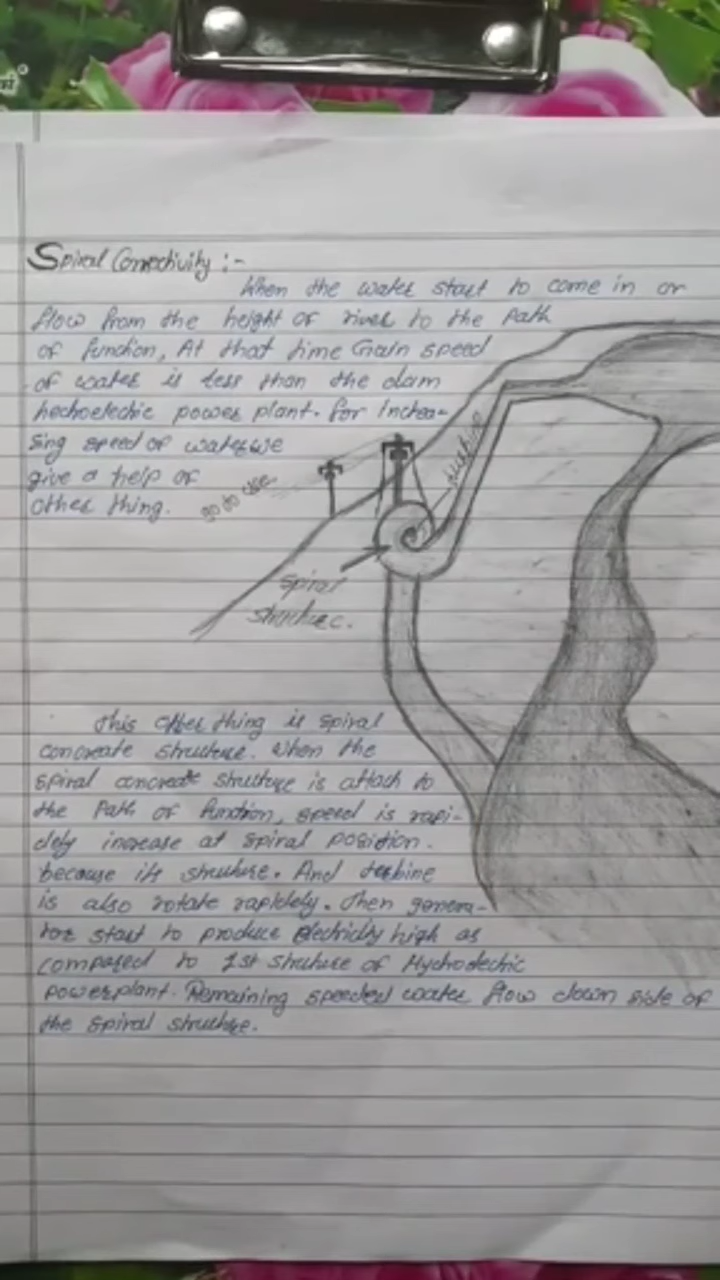 Spiral Connectivity :-
When the water start to come in or
flow from the height of river to the path
of function, At that time Gain speed
of water is less than the dam
hedroelectric power plant. for increa-
sing speed of water we
give a help of
other thing.
go to use
turbine
spiral
structure.
This other thing is spiral
concreate structure. When the
spiral concreate structure is attach to
the path of function, speed is rapi-
dely increase at spiral position.
because its structure. And turbine
is also rotate rapidely. Then genera-
tor start to produce electricity high as
compared to 1st structure of Hydroelectric
powerplant. Remaining speeded water flow down side of
the spiral structure.